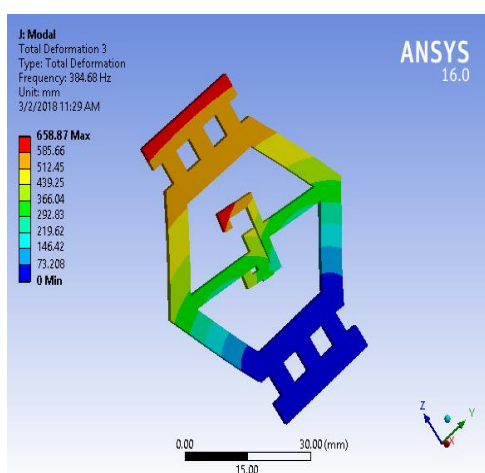 J: Modal
Total Deformation 3
Type: Total Deformation
Frequency: 384.68 Hz
Unit: mm
3/2/2018 11:29 AM
ANSYS
16.0
658.87 Max
585.66
512.45
439.25
366.04
292.83
219.62
146.42
73.208
0 Min
0.00 30.00 (mm)
15.00
Z
Y
X